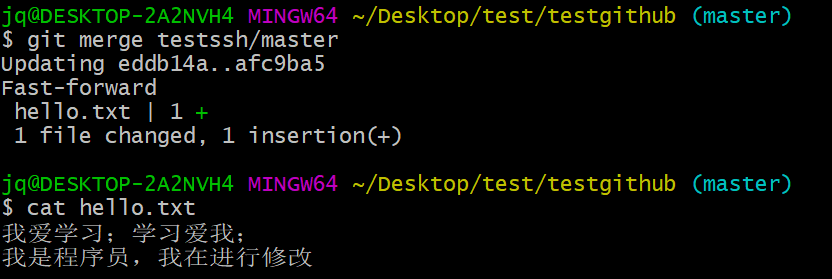 jq@DESKTOP-2A2NVH4 MINGW64 ~/Desktop/test/testgithub (master)
$ git merge testssh/master
Updating eddb14a..afc9ba5
Fast-forward
 hello.txt | 1 +
 1 file changed, 1 insertion(+)

jq@DESKTOP-2A2NVH4 MINGW64 ~/Desktop/test/testgithub (master)
$ cat hello.txt
我爱学习；学习爱我；
我是程序员，我在进行修改